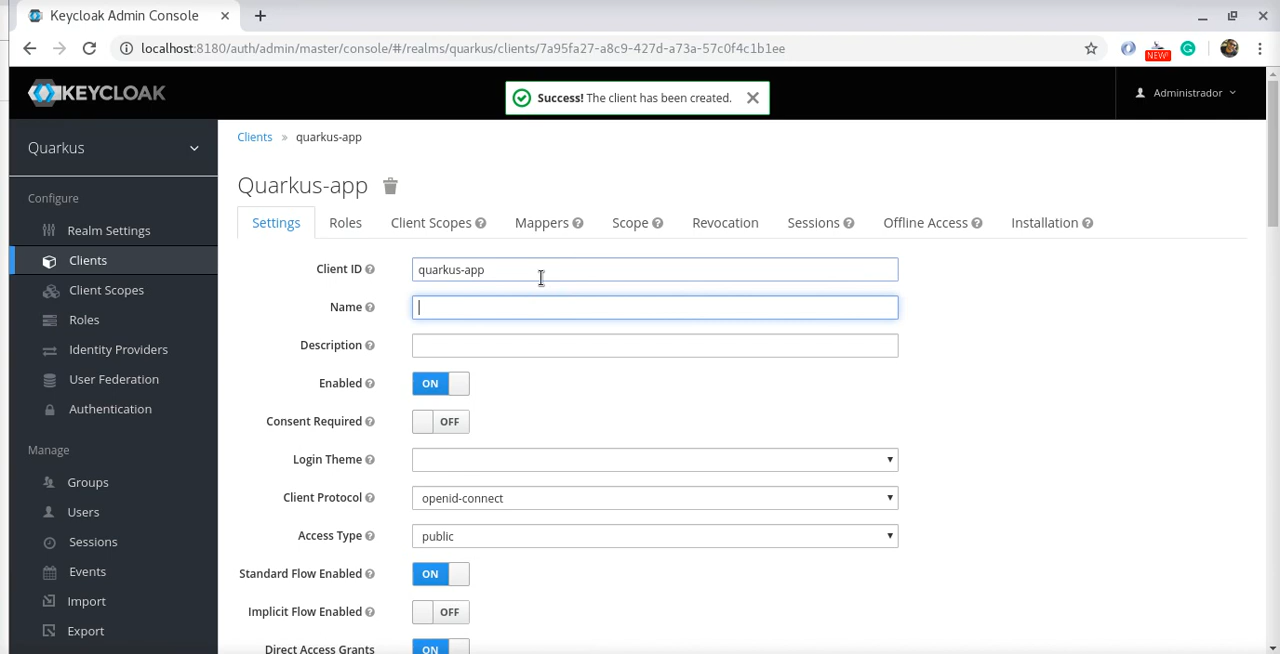 Keycloak Admin Console
localhost:8180/auth/admin/master/console/#/realms/quarkus/clients/7a95fa27-a8c9-427d-a73a-57c0f4c1b1ee
NEW!
KEYCLOAK
Success! The client has been created.
Administrador
Quarkus
Configure
Realm Settings
Clients
Client Scopes
Roles
Identity Providers
User Federation
Authentication
Manage
Groups
Users
Sessions
Events
Import
Export
Clients » quarkus-app
Quarkus-app
Settings Roles Client Scopes Mappers Scope Revocation Sessions Offline Access Installation
Client ID quarkus-app
Name
Description
Enabled ON
Consent Required OFF
Login Theme
Client Protocol openid-connect
Access Type public
Standard Flow Enabled ON
Implicit Flow Enabled OFF
Direct Access Grants ON